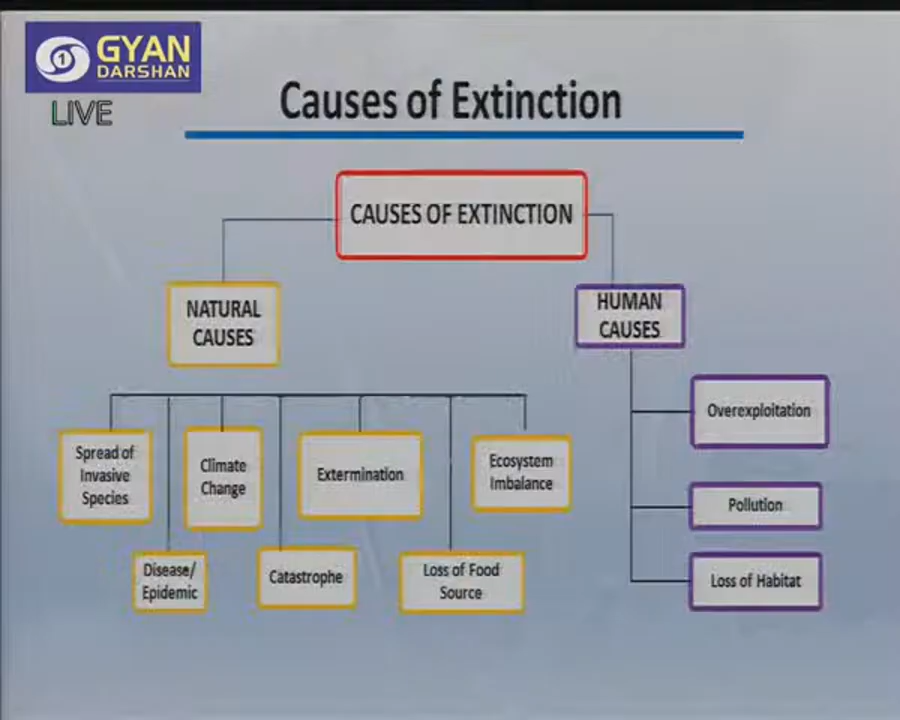 GYAN
DARSHAN
LIVE
Causes of Extinction
CAUSES OF EXTINCTION
NATURAL
CAUSES
HUMAN
CAUSES
Spread of
Invasive
Species
Climate
Change
Extermination
Ecosystem
Imbalance
Disease/
Epidemic
Catastrophe
Loss of Food
Source
Overexploitation
Pollution
Loss of Habitat